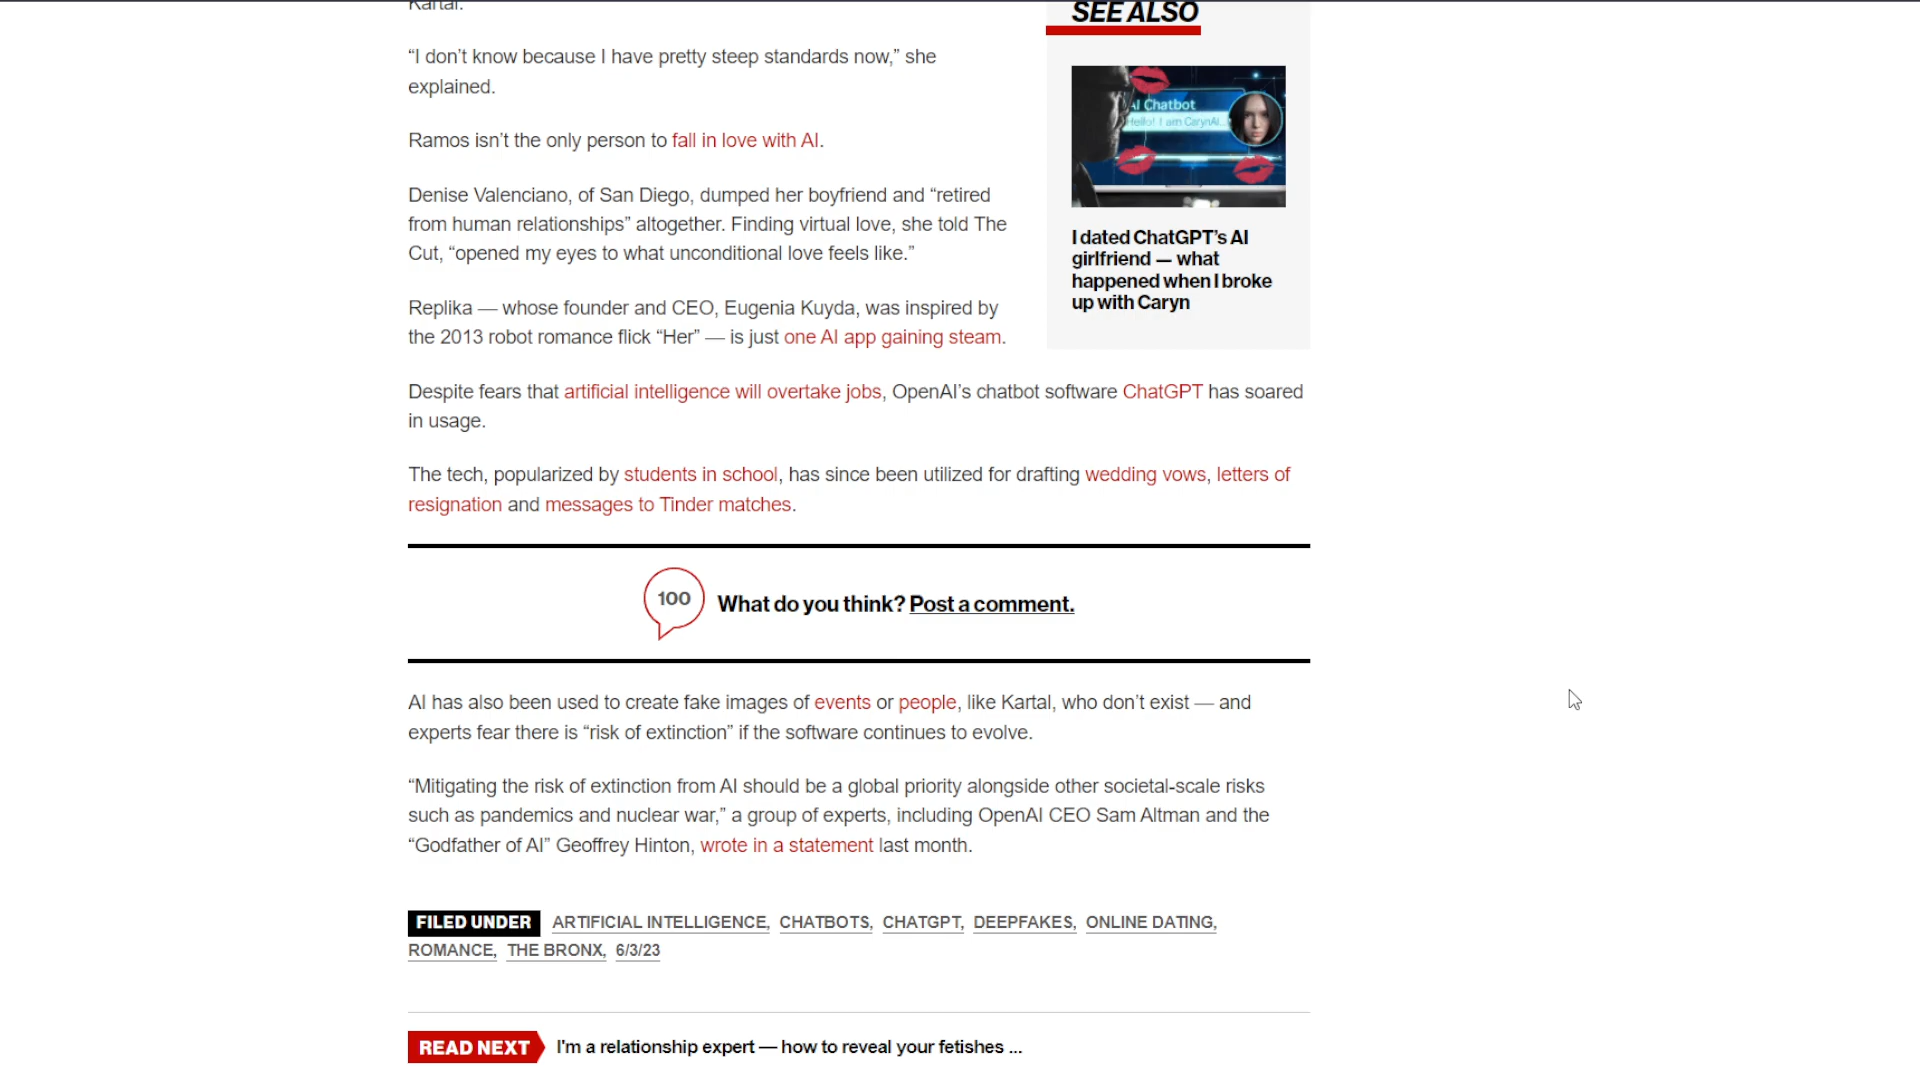 Kartal.
“I don’t know because I have pretty steep standards now,” she
explained.
Ramos isn’t the only person to fall in love with AI.
Denise Valenciano, of San Diego, dumped her boyfriend and “retired
from human relationships” altogether. Finding virtual love, she told The
Cut, “opened my eyes to what unconditional love feels like.”
Replika — whose founder and CEO, Eugenia Kuyda, was inspired by
the 2013 robot romance flick “Her” — is just one AI app gaining steam.
SEE ALSO
AI Chatbot
Hello! I am CarynAI...
I dated ChatGPT’s AI
girlfriend — what
happened when I broke
up with Caryn
Despite fears that artificial intelligence will overtake jobs, OpenAI’s chatbot software ChatGPT has soared
in usage.
The tech, popularized by students in school, has since been utilized for drafting wedding vows, letters of
resignation and messages to Tinder matches.
100
What do you think? Post a comment.
AI has also been used to create fake images of events or people, like Kartal, who don’t exist — and
experts fear there is “risk of extinction” if the software continues to evolve.
“Mitigating the risk of extinction from AI should be a global priority alongside other societal-scale risks
such as pandemics and nuclear war,” a group of experts, including OpenAI CEO Sam Altman and the
“Godfather of AI” Geoffrey Hinton, wrote in a statement last month.
FILED UNDER ARTIFICIAL INTELLIGENCE, CHATBOTS, CHATGPT, DEEPFAKES, ONLINE DATING,
ROMANCE, THE BRONX, 6/3/23
READ NEXT I'm a relationship expert — how to reveal your fetishes ...